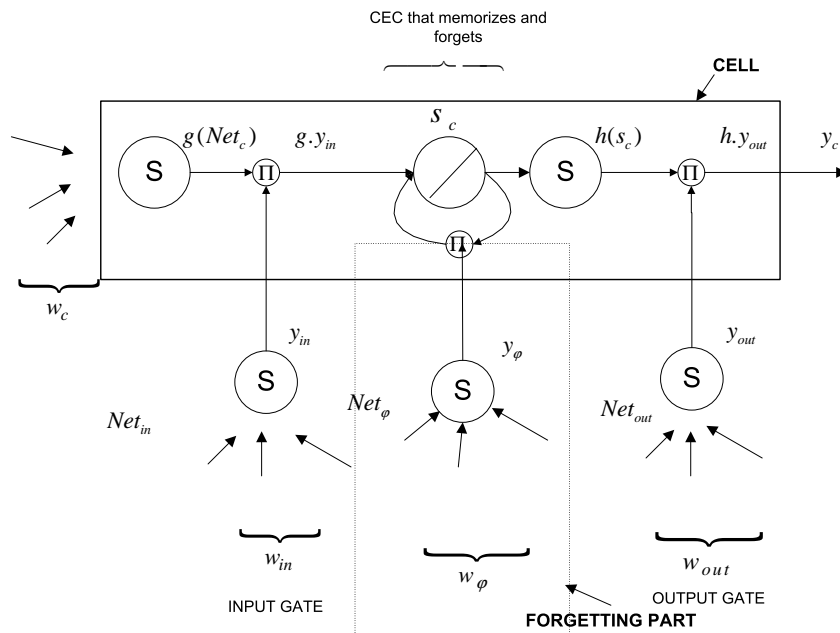 CEC that memorizes and
forgets
CELL
s_c
g(Net_c)
g.y_in
h(s_c)
h.y_out
y_c
S
Π
S
Π
Π
w_c
y_in
y_φ
y_out
S
S
S
Net_in
Net_φ
Net_out
w_in
w_φ
w_out
INPUT GATE
OUTPUT GATE
FORGETTING PART